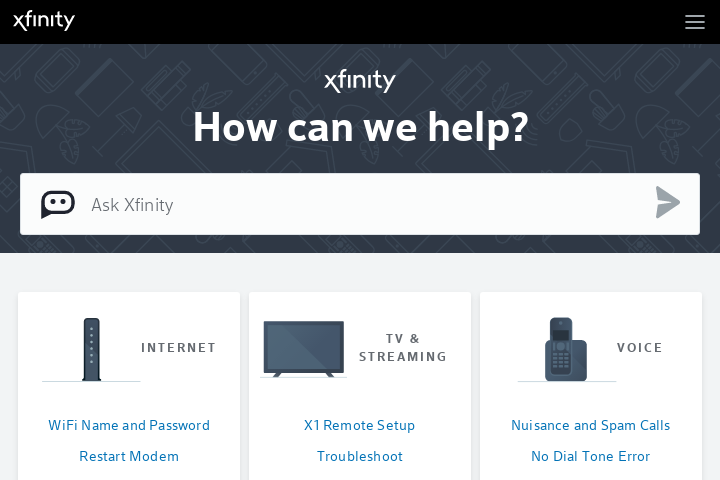 xfinity
xfinity
How can we help?
Ask Xfinity
INTERNET
WiFi Name and Password
Restart Modem
TV &
STREAMING
X1 Remote Setup
Troubleshoot
VOICE
Nuisance and Spam Calls
No Dial Tone Error